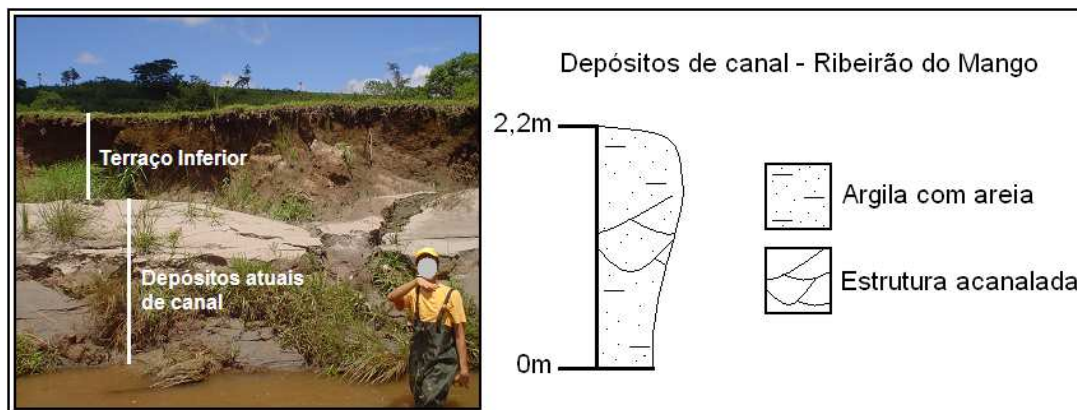 Terraço Inferior
Depósitos atuais
de canal
Depósitos de canal - Ribeirão do Mango
2,2m
0m
Argila com areia
Estrutura acanalada